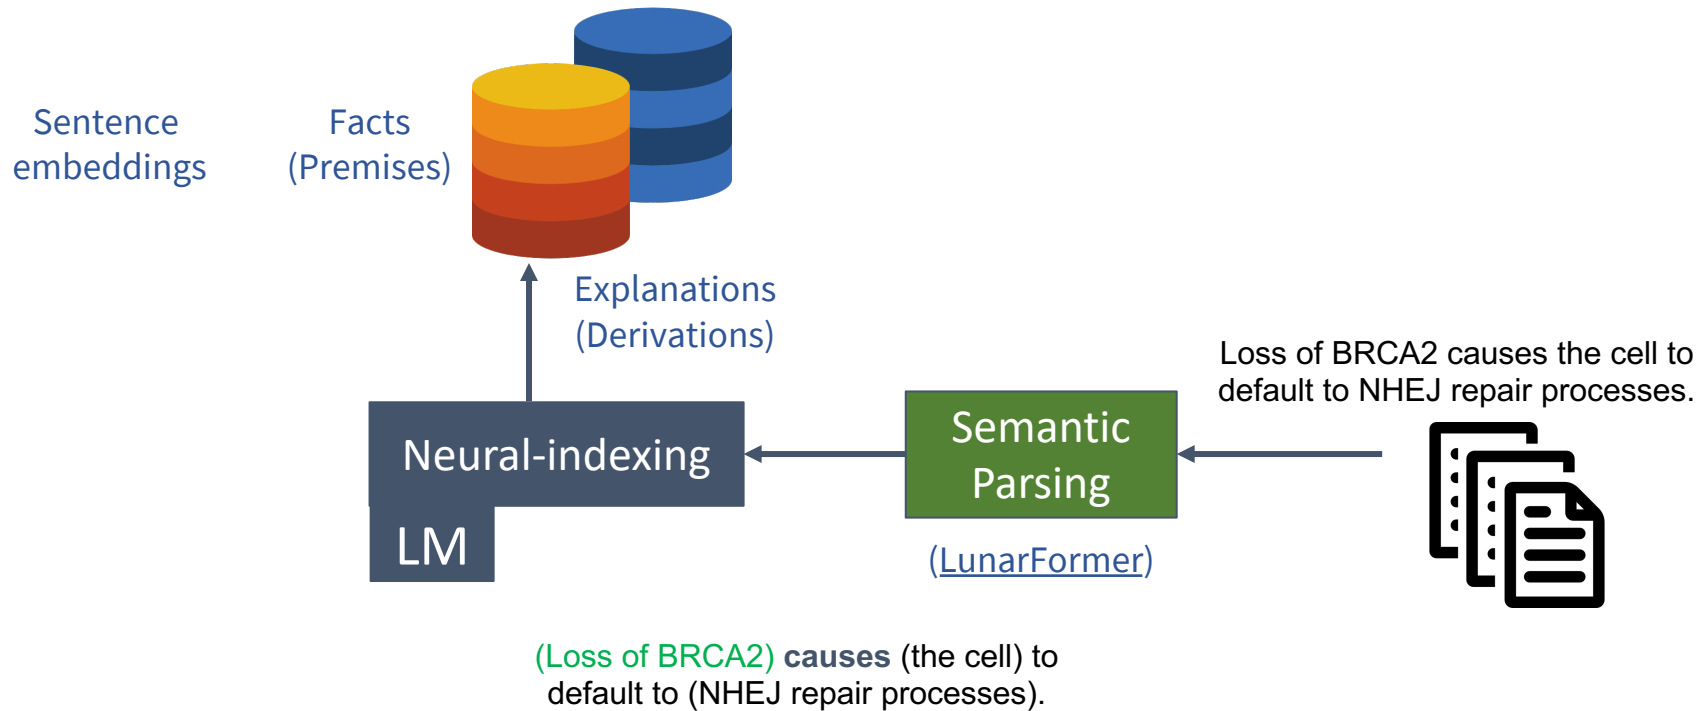 Sentence
embeddings
Facts
(Premises)
Explanations
(Derivations)
Loss of BRCA2 causes the cell to
default to NHEJ repair processes.
Neural-indexing
LM
Semantic
Parsing
(LunarFormer)
(Loss of BRCA2) causes (the cell) to
default to (NHEJ repair processes).